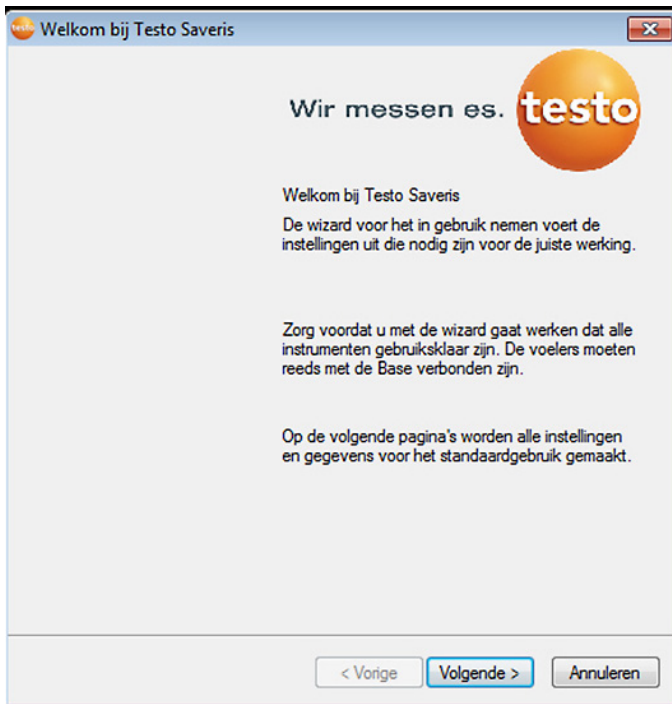 Welkom bij Testo Saveris
Wir messen es.
testo
Welkom bij Testo Saveris
De wizard voor het in gebruik nemen voert de
instellingen uit die nodig zijn voor de juiste werking.
Zorg voordat u met de wizard gaat werken dat alle
instrumenten gebruiksklaar zijn. De voelers moeten
reeds met de Base verbonden zijn.
Op de volgende pagina's worden alle instellingen
en gegevens voor het standaardgebruik gemaakt.
< Vorige
Volgende >
Annuleren